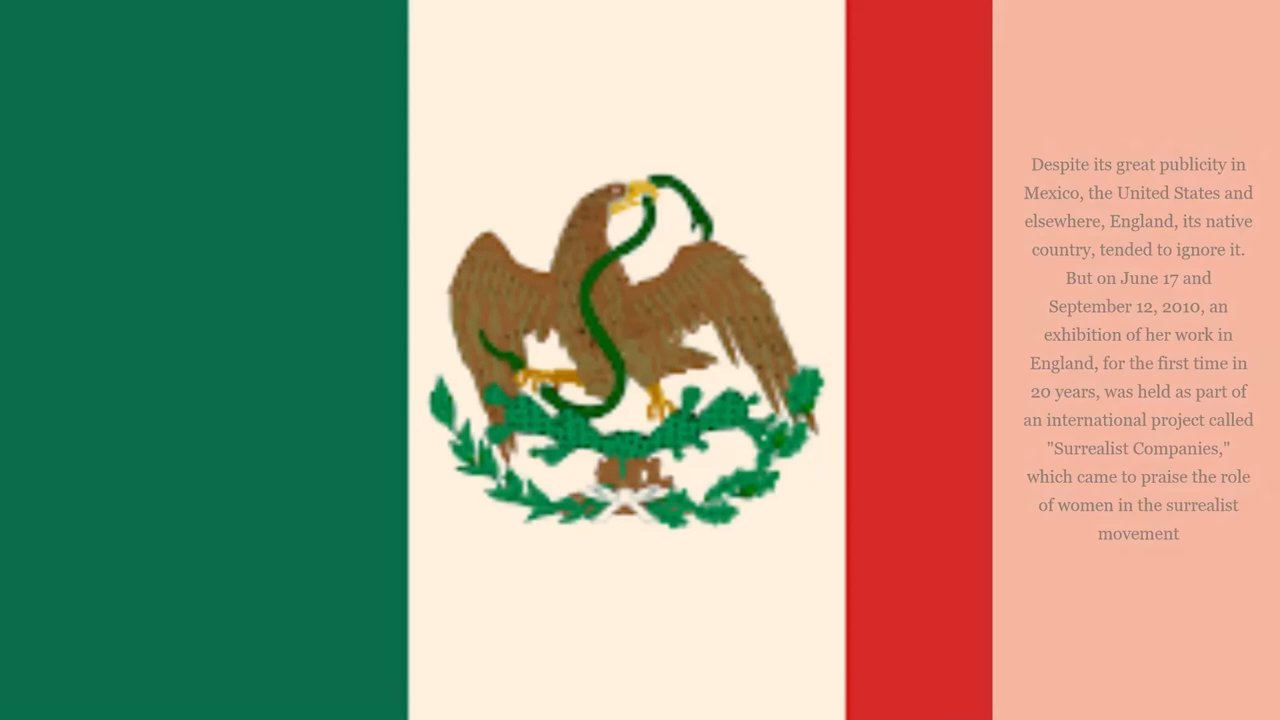 Despite its great publicity in
Mexico, the United States and
elsewhere, England, its native
country, tended to ignore it.
But on June 17 and
September 12, 2010, an
exhibition of her work in
England, for the first time in
20 years, was held as part of
an international project called
"Surrealist Companies,"
which came to praise the role
of women in the surrealist
movement